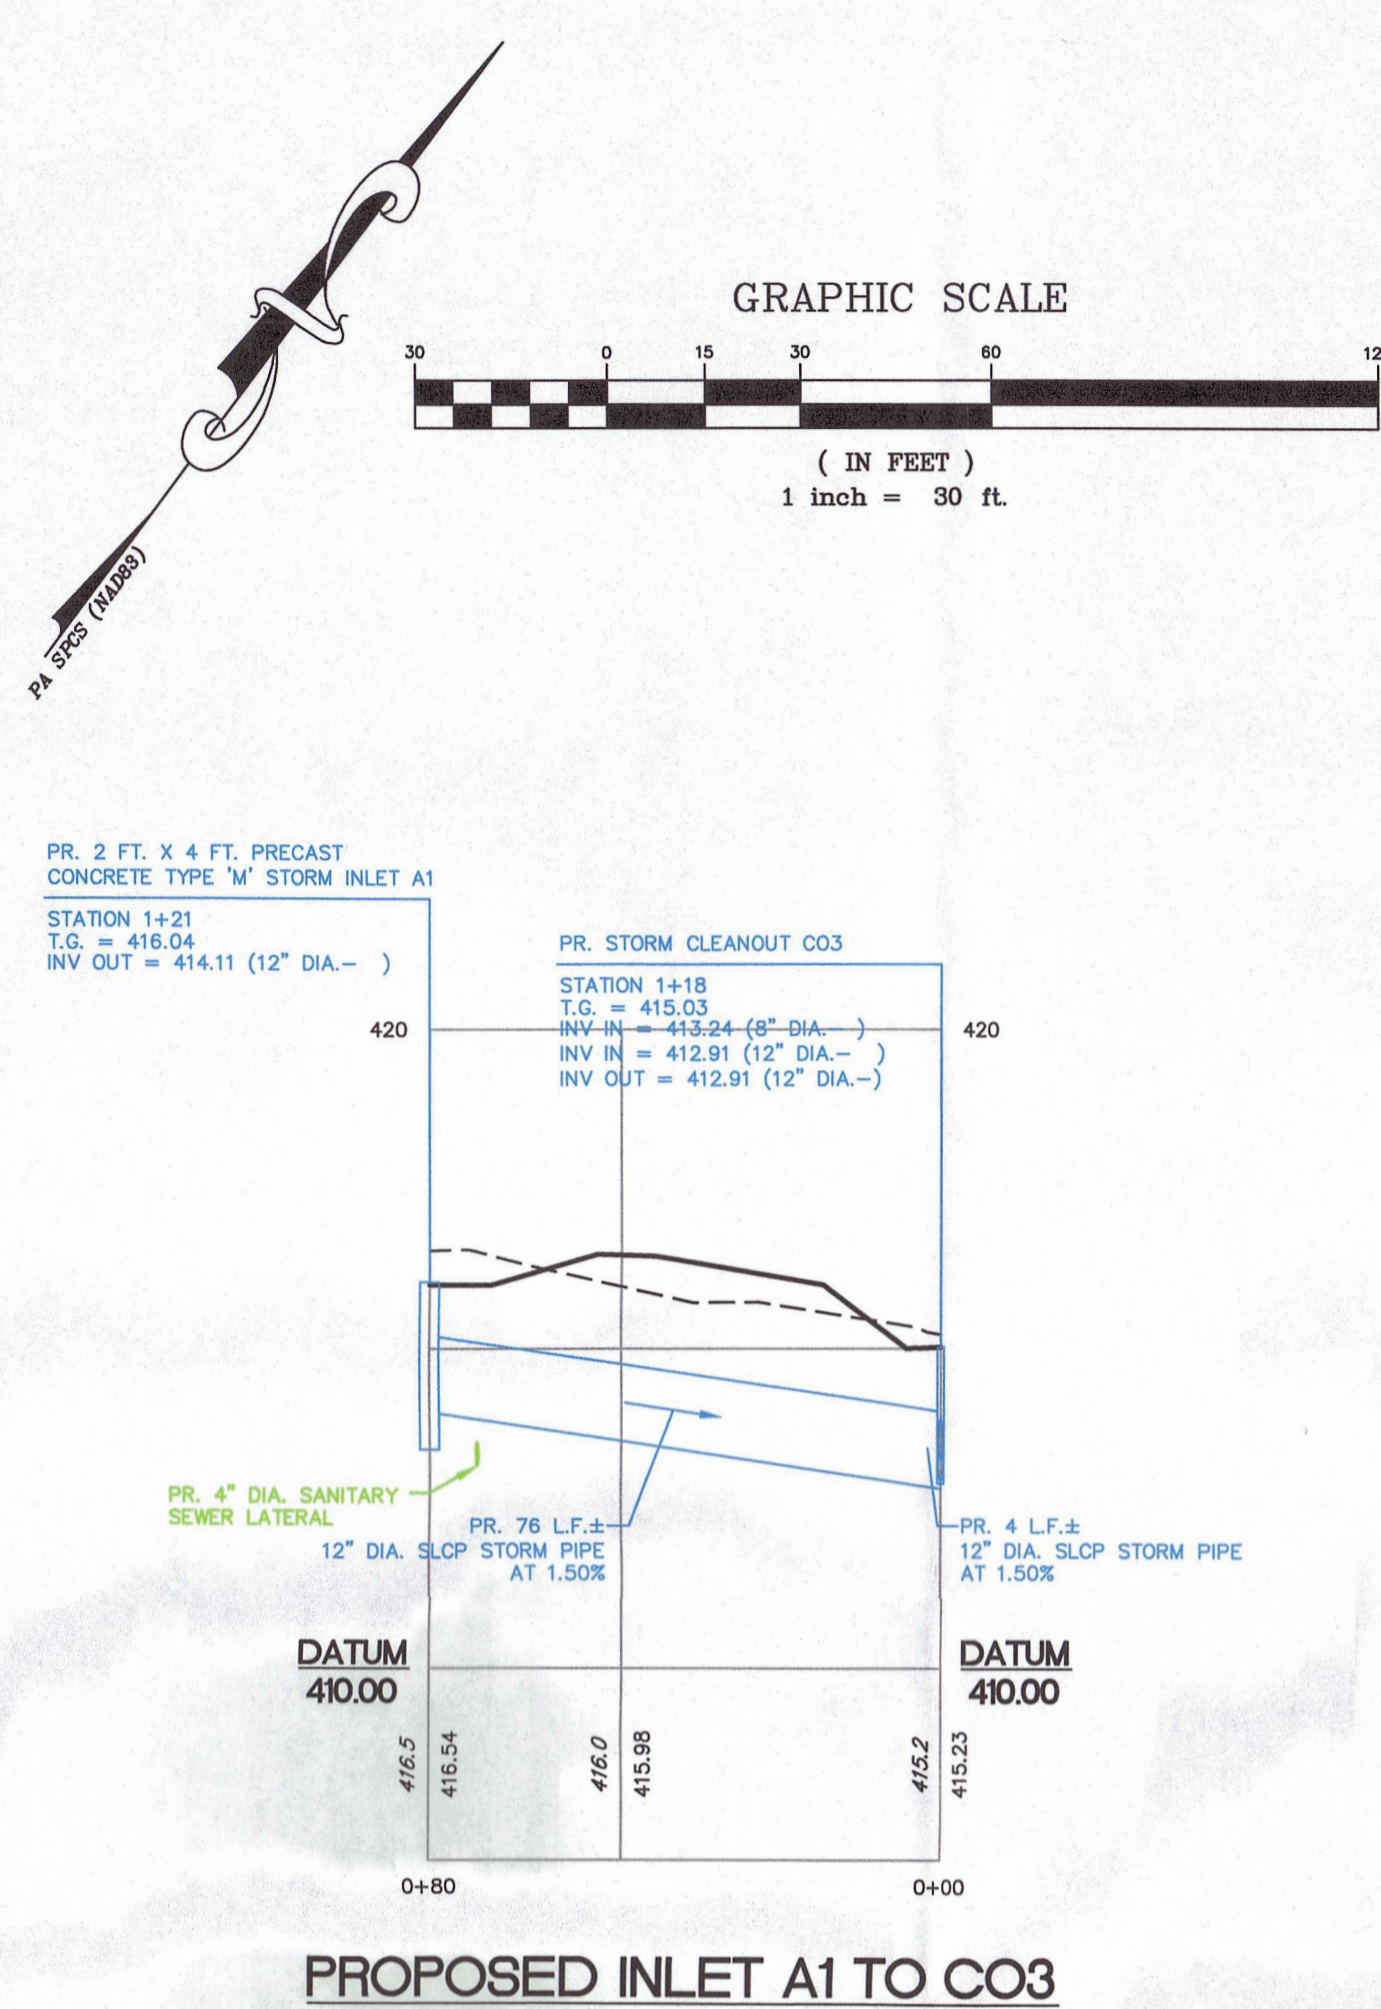 GRAPHIC SCALE
30 0 15 30 60 12
( IN FEET )
1 inch = 30 ft.
PA SPCS (NAD83)
PR. 2 FT. X 4 FT. PRECAST
CONCRETE TYPE 'M' STORM INLET A1
STATION 1+21
T.G. = 416.04
INV OUT = 414.11 (12" DIA.- )
PR. STORM CLEANOUT CO3
STATION 1+18
T.G. = 415.03
INV IN = 413.24 (8" DIA.- )
INV IN = 412.91 (12" DIA.- )
INV OUT = 412.91 (12" DIA.-)
420
420
PR. 4" DIA. SANITARY
SEWER LATERAL
PR. 76 L.F.±
12" DIA. SLCP STORM PIPE
AT 1.50%
PR. 4 L.F.±
12" DIA. SLCP STORM PIPE
AT 1.50%
DATUM
410.00
DATUM
410.00
416.5
416.54
416.0
415.98
415.2
415.23
0+80
0+00
PROPOSED INLET A1 TO CO3